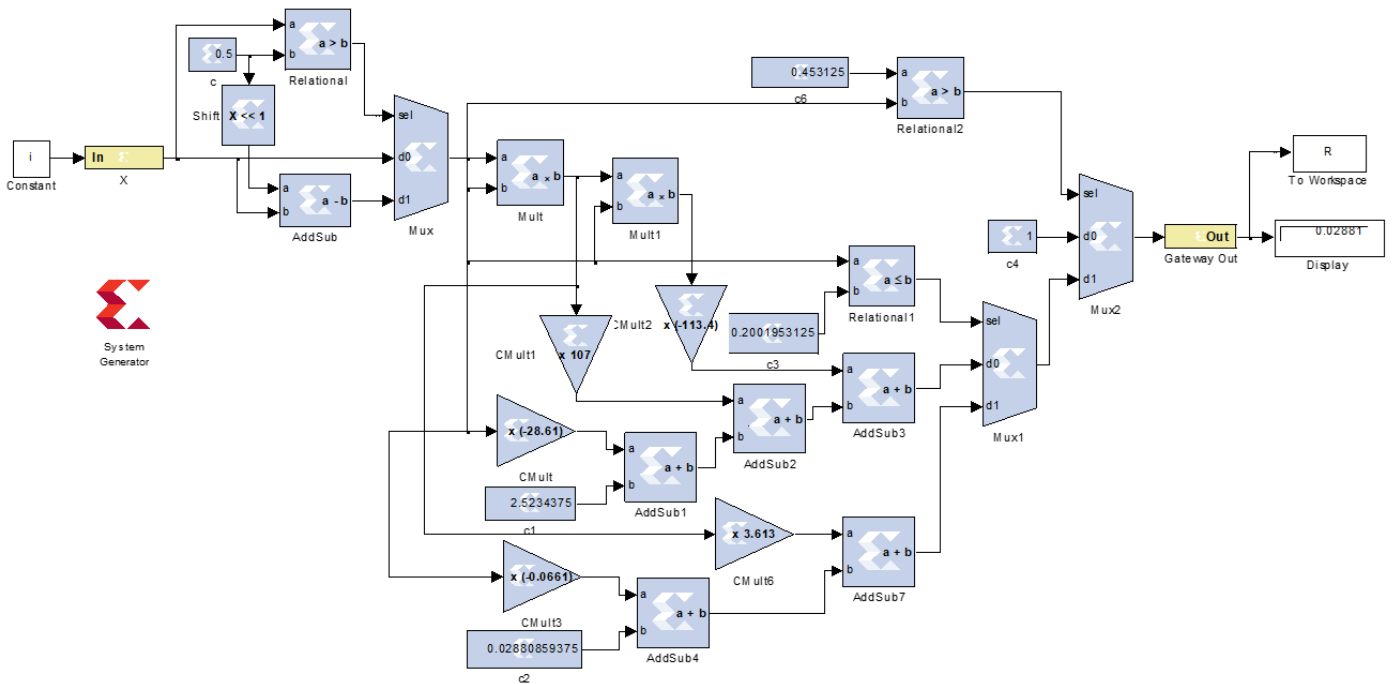 i
Constant
In
X
0.5
c
a
b
a > b
Relational
X << 1
Shift
a
b
a - b
AddSub
sel
d0
d1
Mux
a
b
a × b
Mult
a
b
a × b
Mult1
0.453125
c6
a
b
a > b
Relational2
sel
d0
d1
Mux2
1
c4
Out
Gateway Out
R
To Workspace
0.02881
Display
System
Generator
x 107
CMult1
x (-113.4)
CMult2
a
b
a ≤ b
Relational1
0.2001953125
c3
sel
d0
d1
Mux1
a
b
a + b
AddSub3
a
b
a + b
AddSub2
x (-28.61)
CMult
a
b
a + b
AddSub1
2.5234375
c1
x 3.613
CMult6
a
b
a + b
AddSub7
x (-0.0661)
CMult3
a
b
a + b
AddSub4
0.02880859375
c2